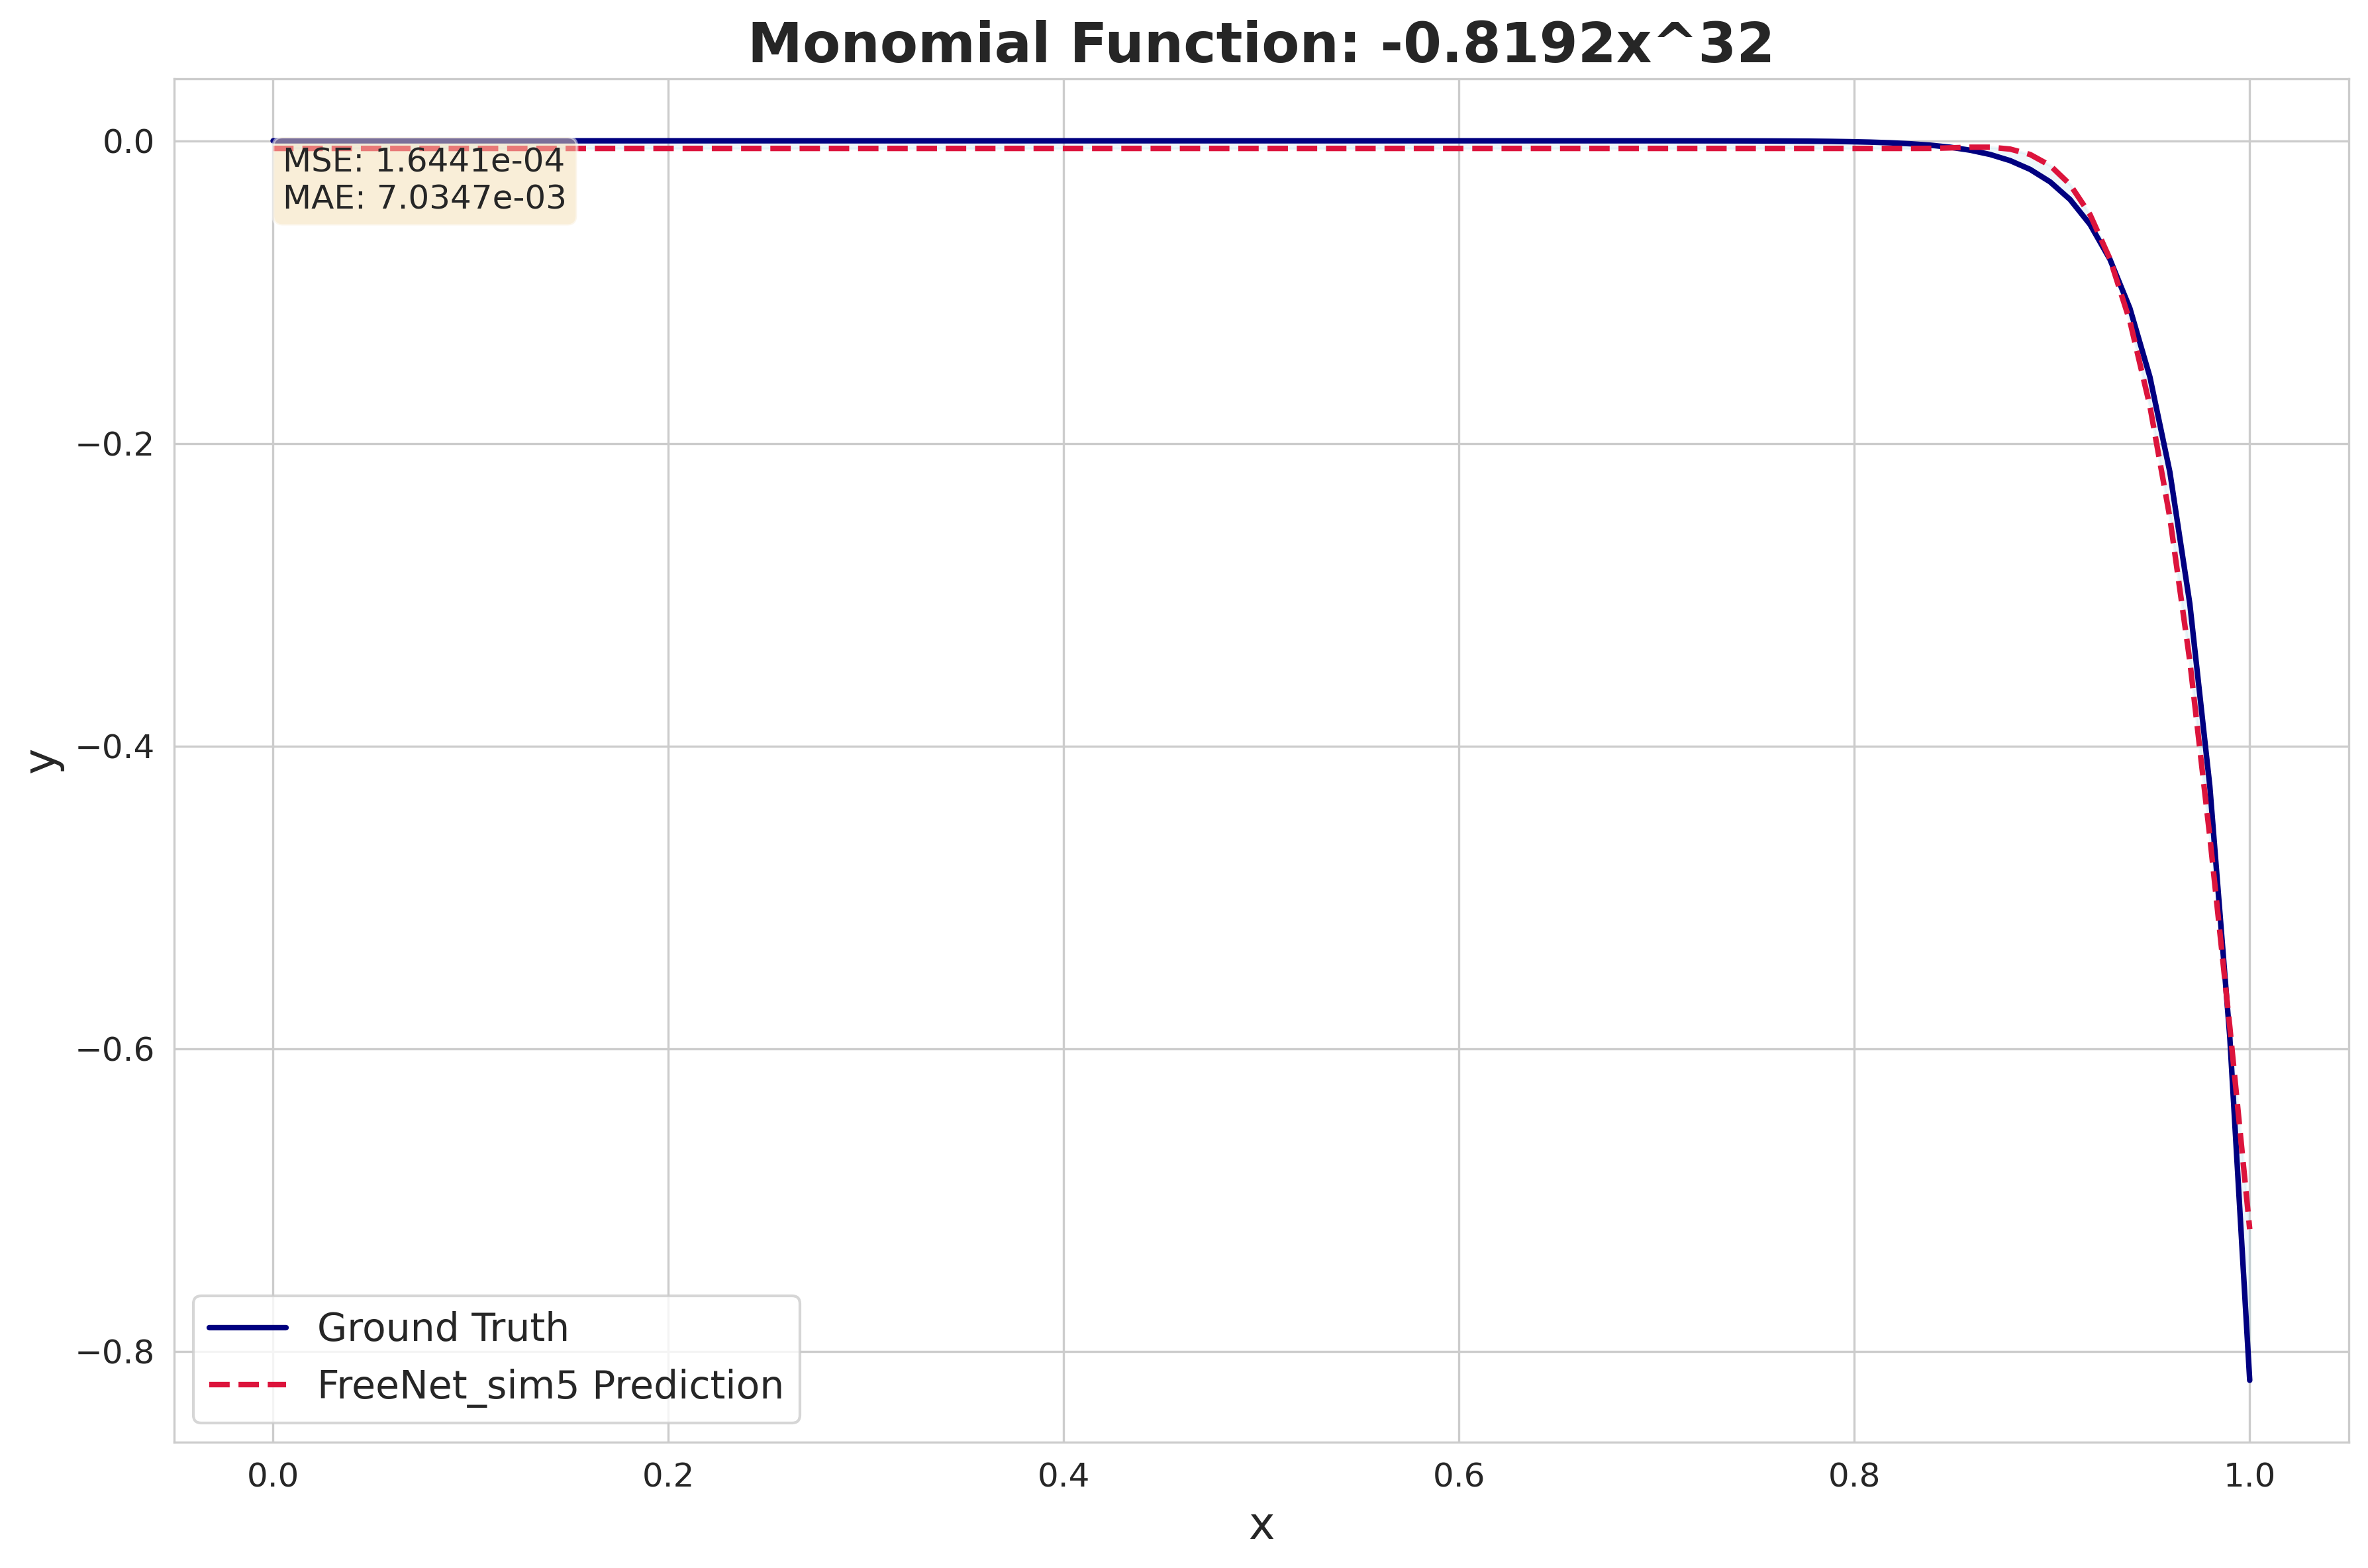 Monomial Function: -0.8192x^32
MSE: 1.6441e-04
MAE: 7.0347e-03
0.0
−0.2
−0.4
−0.6
−0.8
y
Ground Truth
FreeNet_sim5 Prediction
0.0 0.2 0.4 0.6 0.8 1.0
x